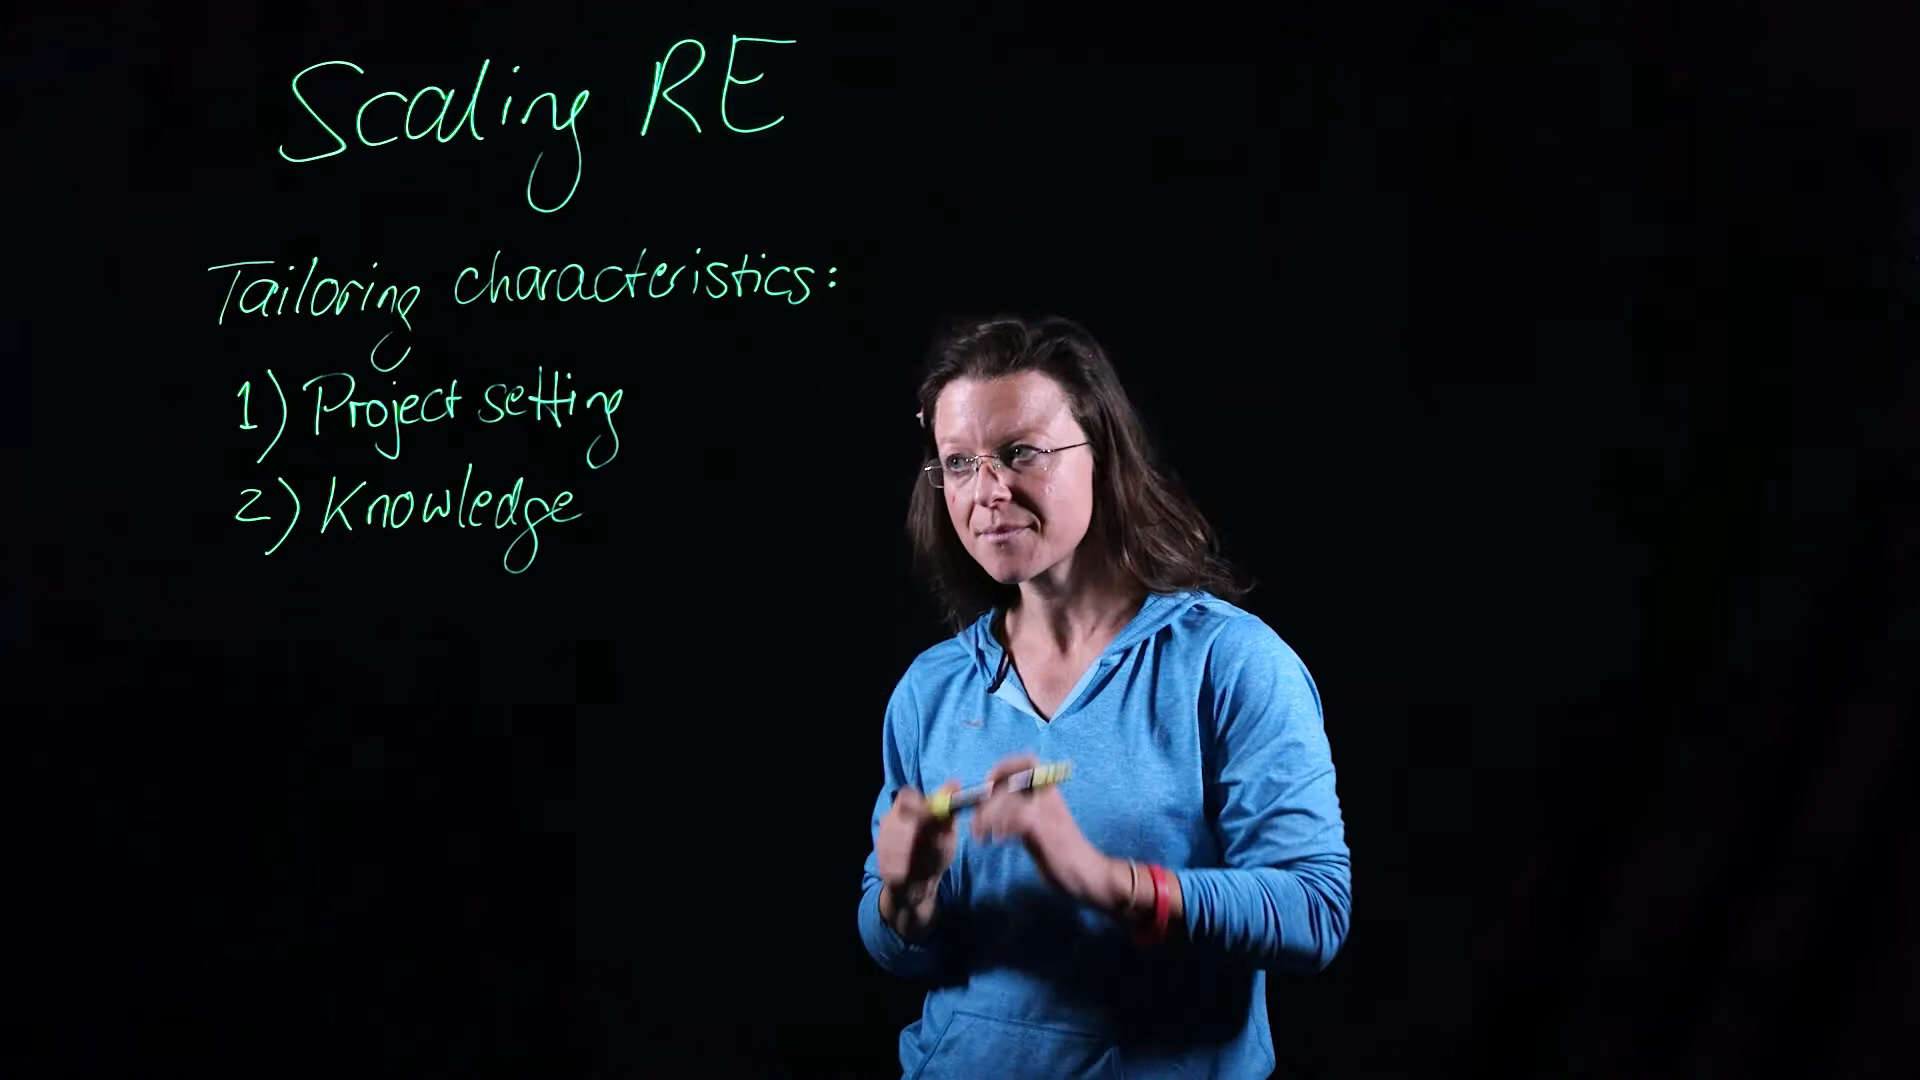 Scaling RE
Tailoring characteristics:
1) Project setting
2) Knowledge